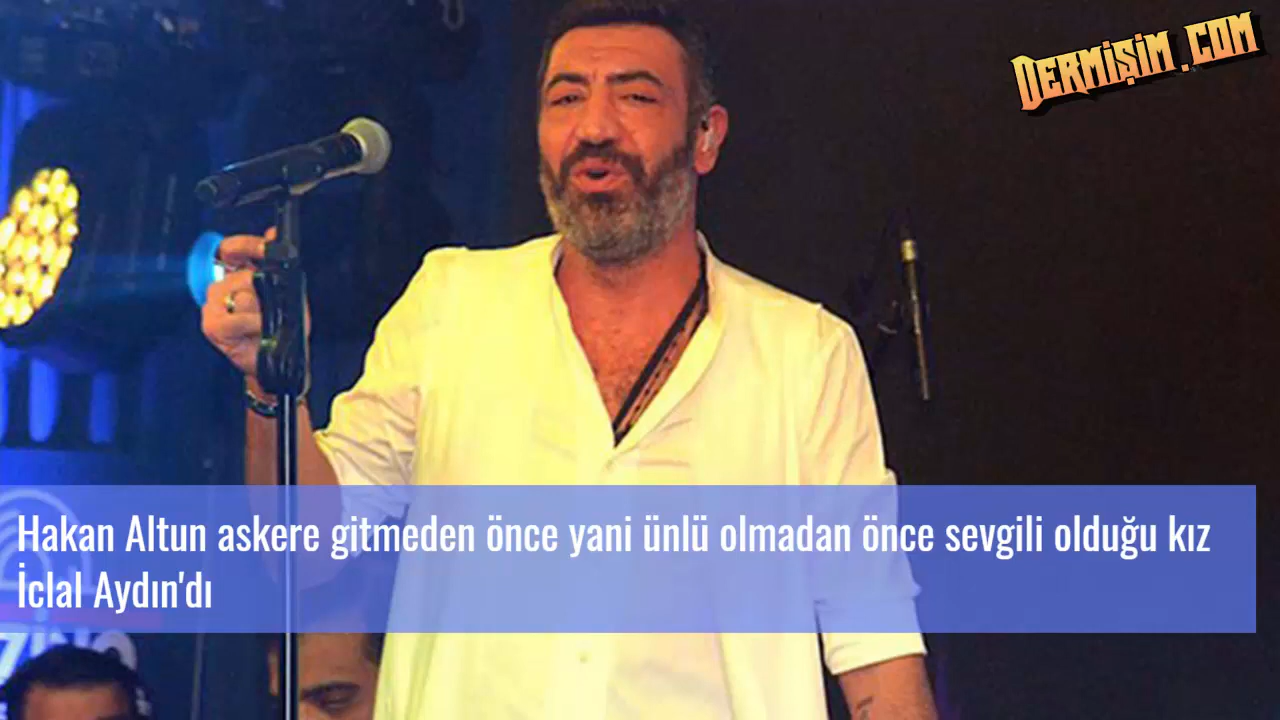 DERMİŞİM.COM
Hakan Altun askere gitmeden önce yani ünlü olmadan önce sevgili olduğu kız
İclal Aydın'dı